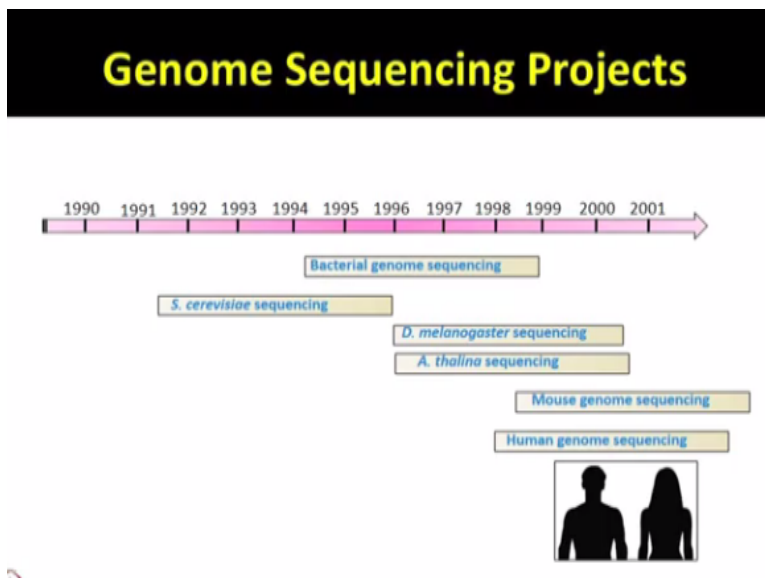 Genome Sequencing Projects
1990 1991 1992 1993 1994 1995 1996 1997 1998 1999 2000 2001
Bacterial genome sequencing
S. cerevisiae sequencing
D. melanogaster sequencing
A. thalina sequencing
Mouse genome sequencing
Human genome sequencing